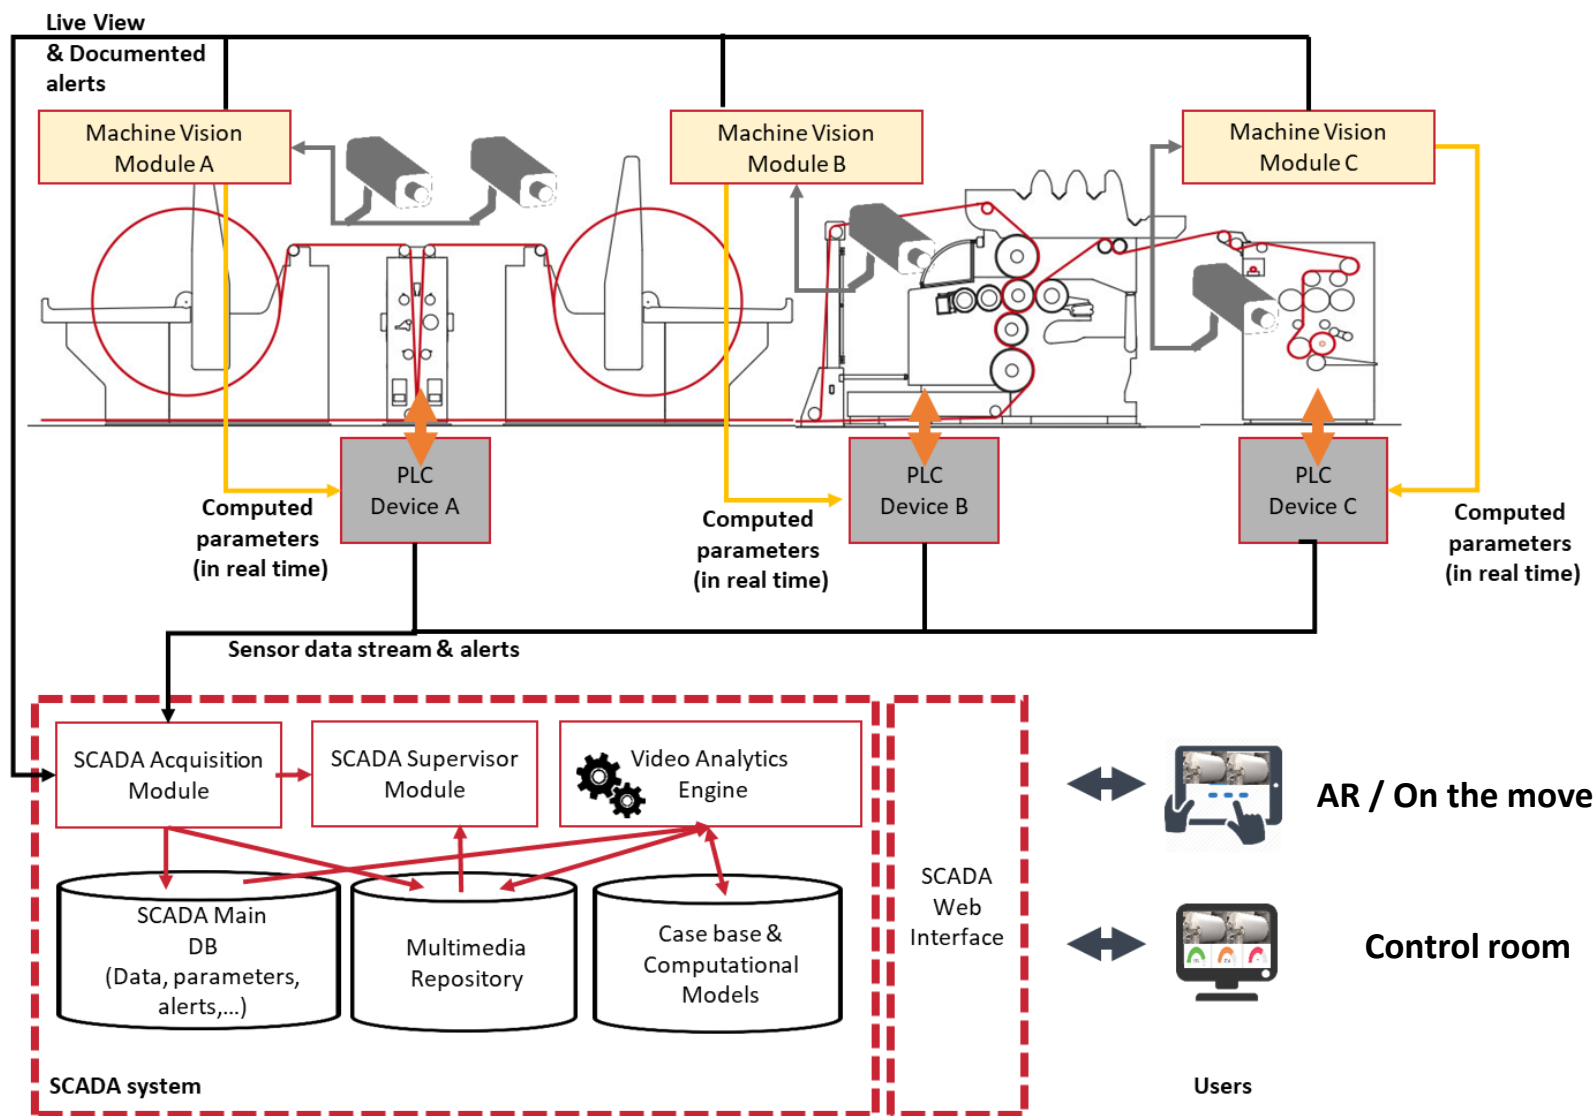 Live View
& Documented
alerts
Machine Vision
Module A
Machine Vision
Module B
Machine Vision
Module C
PLC
Device A
PLC
Device B
PLC
Device C
Computed
parameters
(in real time)
Computed
parameters
(in real time)
Computed
parameters
(in real time)
Sensor data stream & alerts
SCADA Acquisition
Module
SCADA Supervisor
Module
Video Analytics
Engine
SCADA Main
DB
(Data, parameters,
alerts,...)
Multimedia
Repository
Case base &
Computational
Models
SCADA
Web
Interface
AR / On the move
Control room
SCADA system
Users